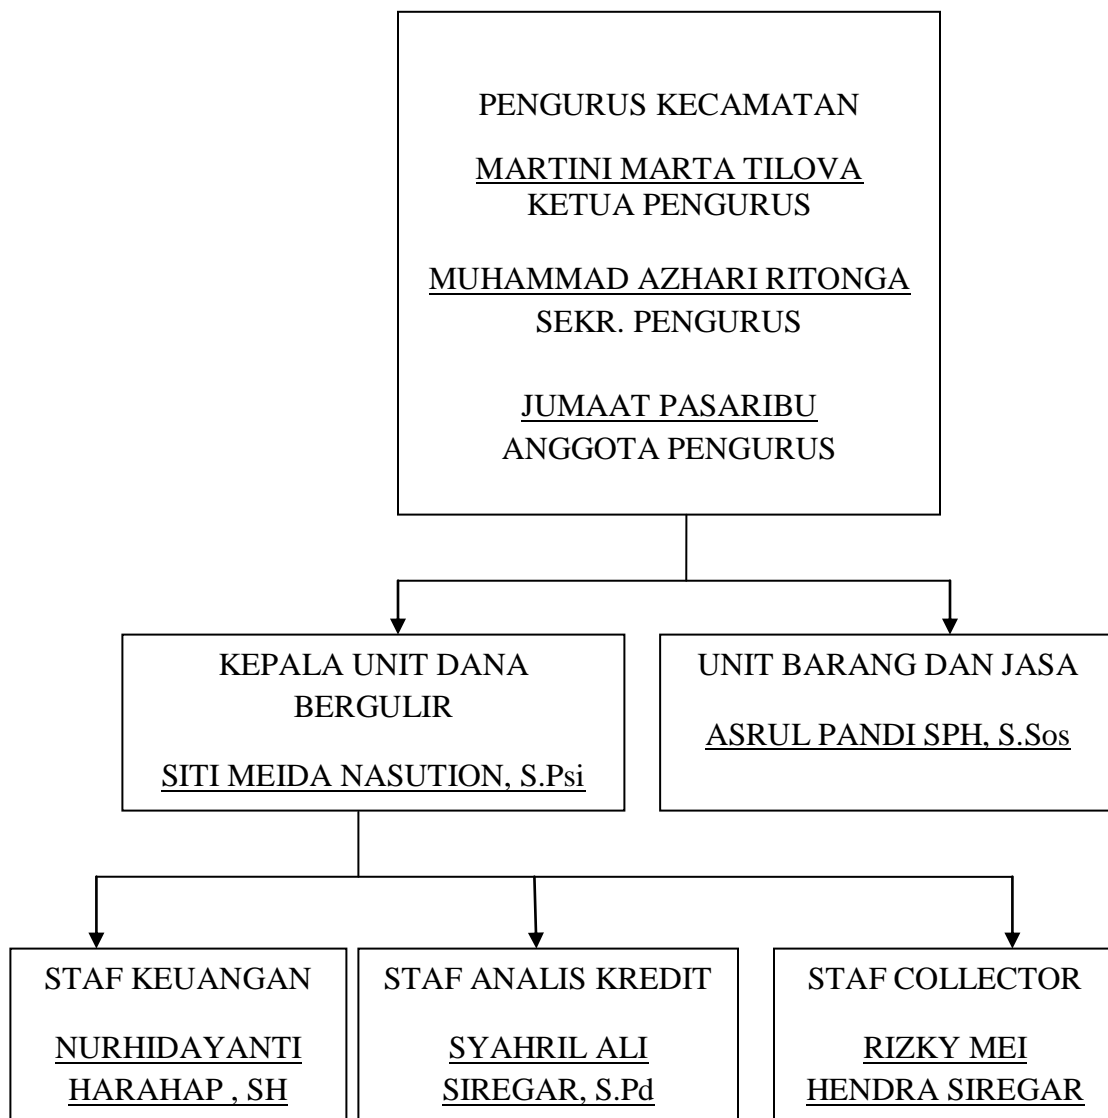 PENGURUS KECAMATAN
MARTINI MARTA TILOVA
KETUA PENGURUS
MUHAMMAD AZHARI RITONGA
SEKR. PENGURUS
JUMAAT PASARIBU
ANGGOTA PENGURUS
KEPALA UNIT DANA
BERGULIR
SITI MEIDA NASUTION, S.Psi
UNIT BARANG DAN JASA
ASRUL PANDI SPH, S.Sos
STAF KEUANGAN
NURHIDAYANTI
HARAHAP , SH
STAF ANALIS KREDIT
SYAHRIL ALI
SIREGAR, S.Pd
STAF COLLECTOR
RIZKY MEI
HENDRA SIREGAR